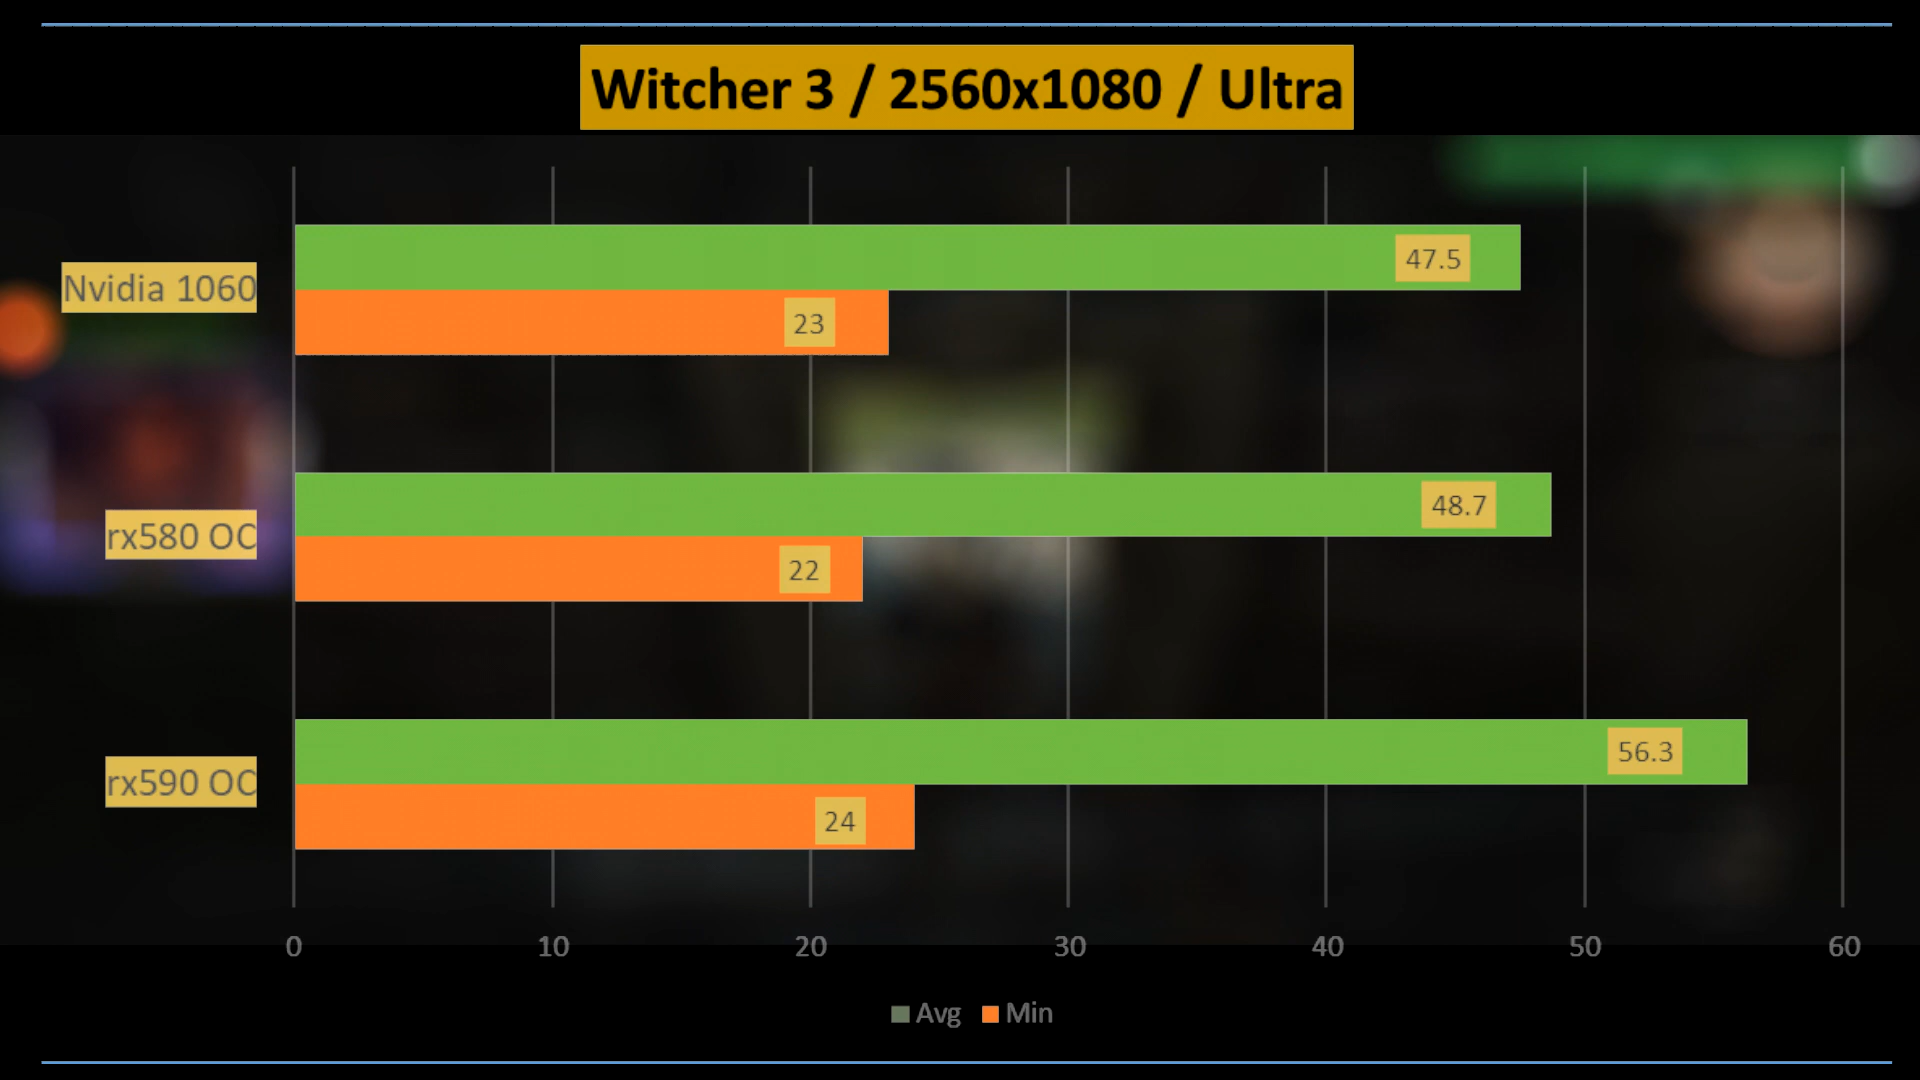 Witcher 3 / 2560x1080 / Ultra
Nvidia 1060
47.5
23
rx580 OC
48.7
22
rx590 OC
56.3
24
0 10 20 30 40 50 60
Avg Min